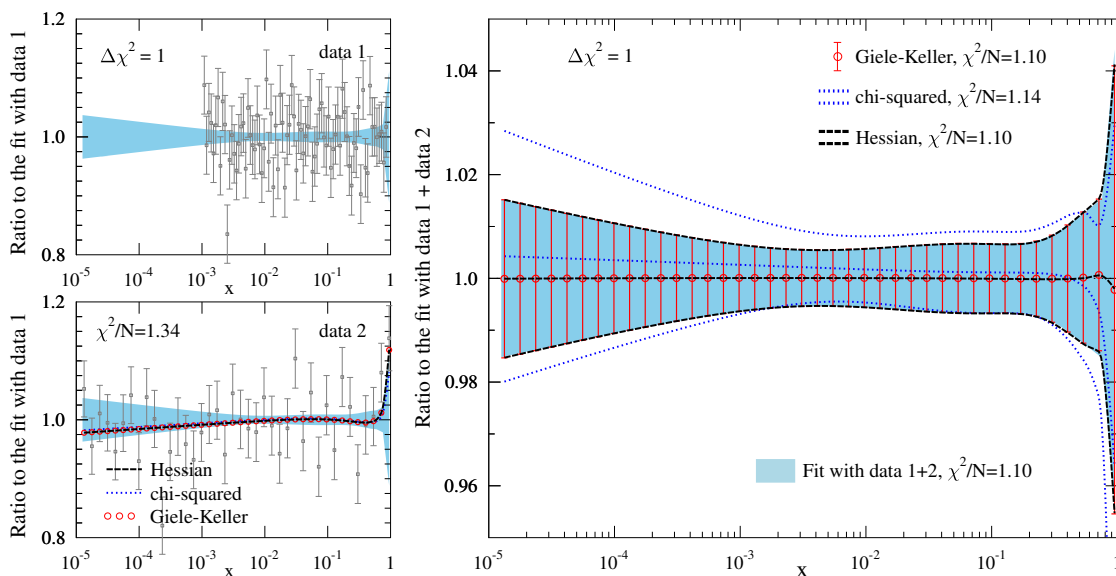 Ratio to the fit with data 1
1.2
1.0
0.8
Δχ² = 1
data 1
10⁻⁵ 10⁻⁴ 10⁻³ 10⁻² 10⁻¹ 1
x
Ratio to the fit with data 1
1.2
1.0
0.8
χ²/N=1.34
data 2
Hessian
chi-squared
Giele-Keller
10⁻⁵ 10⁻⁴ 10⁻³ 10⁻² 10⁻¹ 1
x
Ratio to the fit with data 1 + data 2
1.04
1.02
1.00
0.98
0.96
Δχ² = 1
Giele-Keller, χ²/N=1.10
chi-squared, χ²/N=1.14
Hessian, χ²/N=1.10
Fit with data 1+2, χ²/N=1.10
10⁻⁵ 10⁻⁴ 10⁻³ 10⁻² 10⁻¹ 1
x